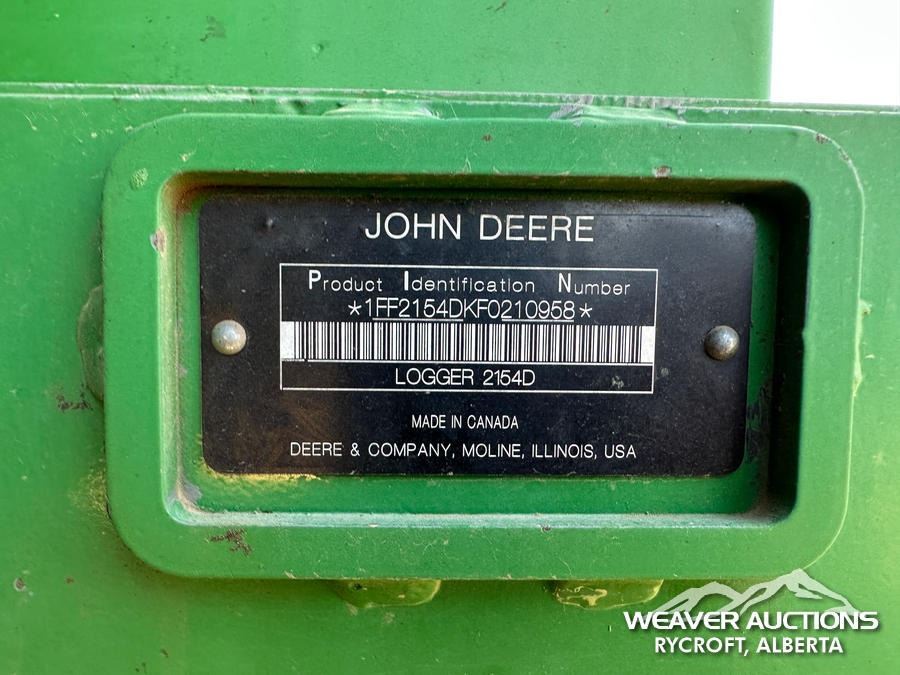 JOHN DEERE
Product Identification Number
*1FF2154DKF0210958*
LOGGER 2154D
MADE IN CANADA
DEERE & COMPANY, MOLINE, ILLINOIS, USA
WEAVER AUCTIONS
RYCROFT, ALBERTA